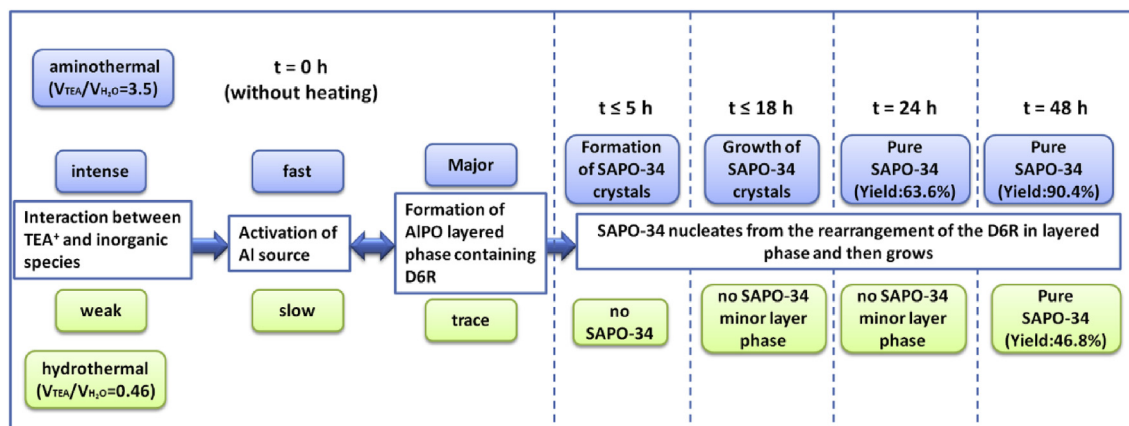 aminothermal
(VTEA/VH₂O=3.5)
t = 0 h
(without heating)
t ≤ 5 h
t ≤ 18 h
t = 24 h
t = 48 h
intense
fast
Major
Formation
of SAPO-34
crystals
Growth of
SAPO-34
crystals
Pure
SAPO-34
(Yield:63.6%)
Pure
SAPO-34
(Yield:90.4%)
Interaction between
TEA⁺ and inorganic
species
Activation of
Al source
Formation of
AlPO layered
phase containing
D6R
SAPO-34 nucleates from the rearrangement of the D6R in layered
phase and then grows
weak
slow
trace
no
SAPO-34
no SAPO-34
minor layer
phase
no SAPO-34
minor layer
phase
Pure
SAPO-34
(Yield:46.8%)
hydrothermal
(VTEA/VH₂O=0.46)